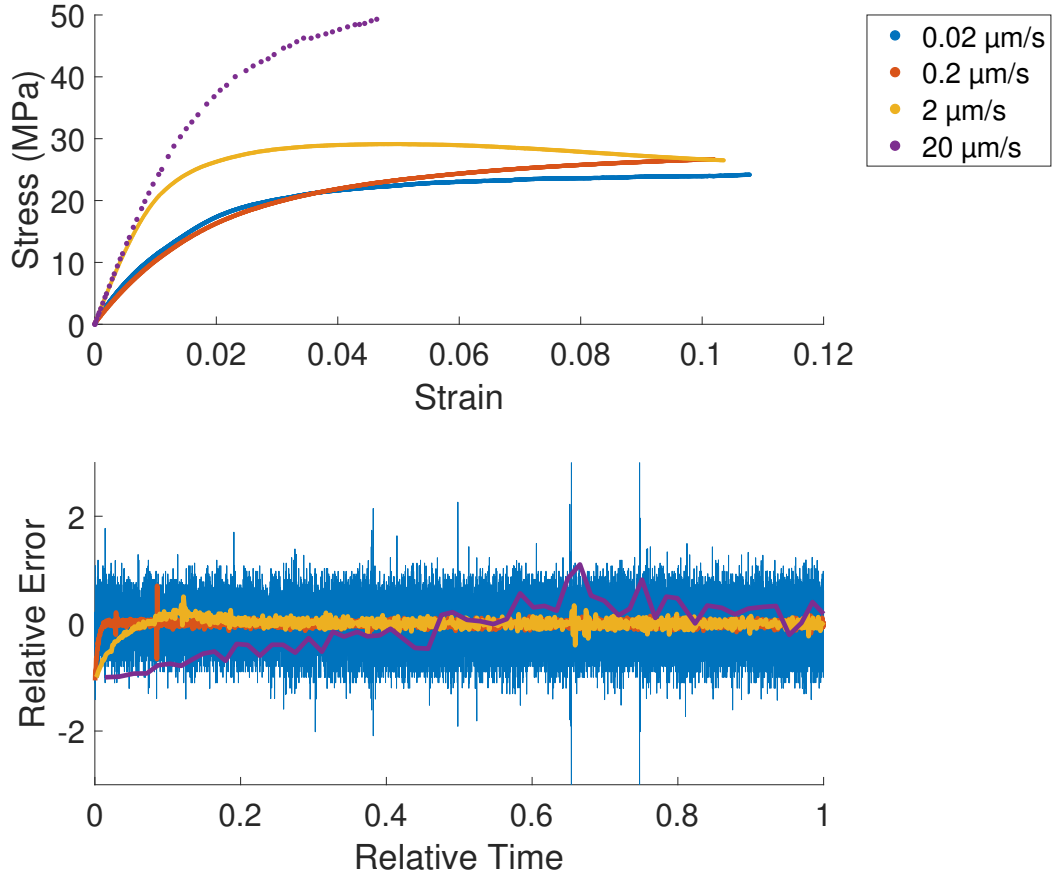 50
40
30
20
10
0
Stress (MPa)
0
0.02
0.04
0.06
0.08
0.1
0.12
Strain
0.02 µm/s
0.2 µm/s
2 µm/s
20 µm/s
2
0
-2
Relative Error
0
0.2
0.4
0.6
0.8
1
Relative Time